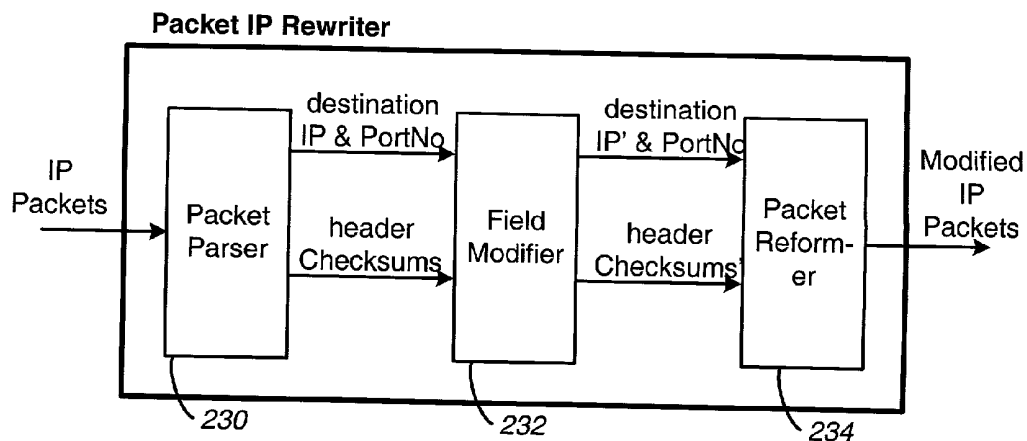 Packet IP Rewriter
IP
Packets
Packet
Parser
destination
IP & PortNo
header
Checksums
Field
Modifier
destination
IP' & PortNo
header
Checksums'
Packet
Reform-
er
Modified
IP
Packets
230
232
234